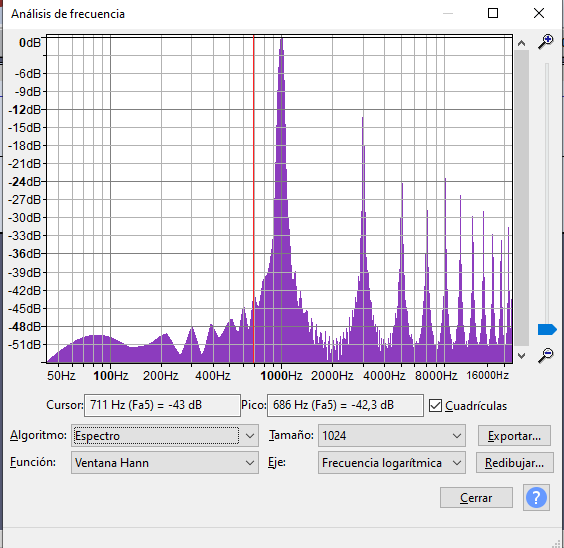 Análisis de frecuencia
0dB
-6dB
-9dB
-12dB
-15dB
-18dB
-21dB
-24dB
-27dB
-30dB
-33dB
-36dB
-39dB
-42dB
-45dB
-48dB
-51dB
50Hz 100Hz 200Hz 400Hz 1000Hz 2000Hz 4000Hz 8000Hz 16000Hz
Cursor: 711 Hz (Fa5) = -43 dB Pico: 686 Hz (Fa5) = -42,3 dB Cuadrículas
Algoritmo: Espectro Tamaño: 1024 Exportar...
Función: Ventana Hann Eje: Frecuencia logarítmica Redibujar...
Cerrar ?